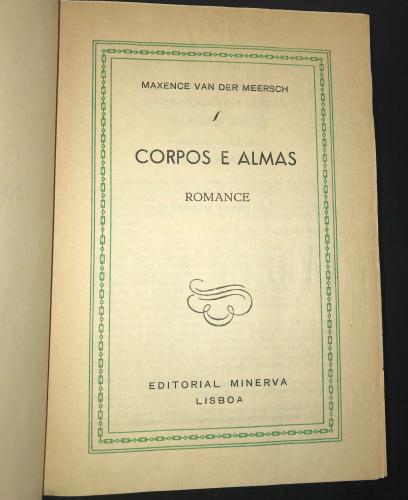 MAXENCE VAN DER MEERSCH
CORPOS E ALMAS
ROMANCE
EDITORIAL MINERVA
LISBOA